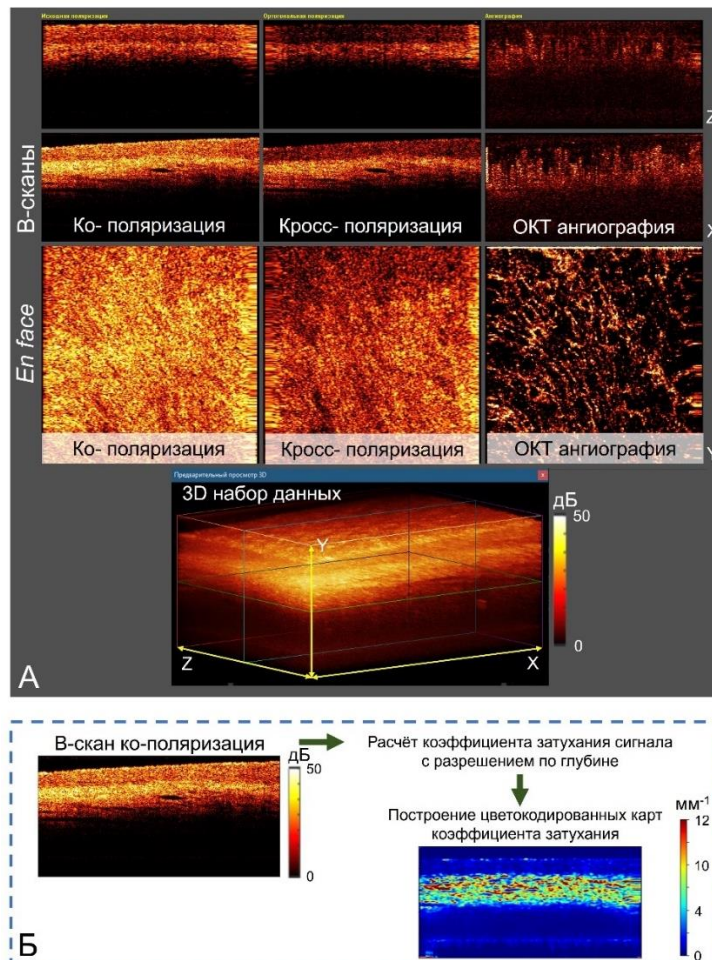 Исходная поляризация
Ортогональная поляризация
Ангиография
Z
В-сканы
Ко- поляризация
Кросс- поляризация
ОКТ ангиография
X
En face
Ко- поляризация
Кросс- поляризация
ОКТ ангиография
Y
Предварительный просмотр 3D
x
3D набор данных
дБ
50
0
Y
Z
X
А
В-скан ко-поляризация
дБ
50
0
Расчёт коэффициента затухания сигнала
с разрешением по глубине
Построение цветокодированных карт
коэффициента затухания
мм-1
12
10
4
0
Б